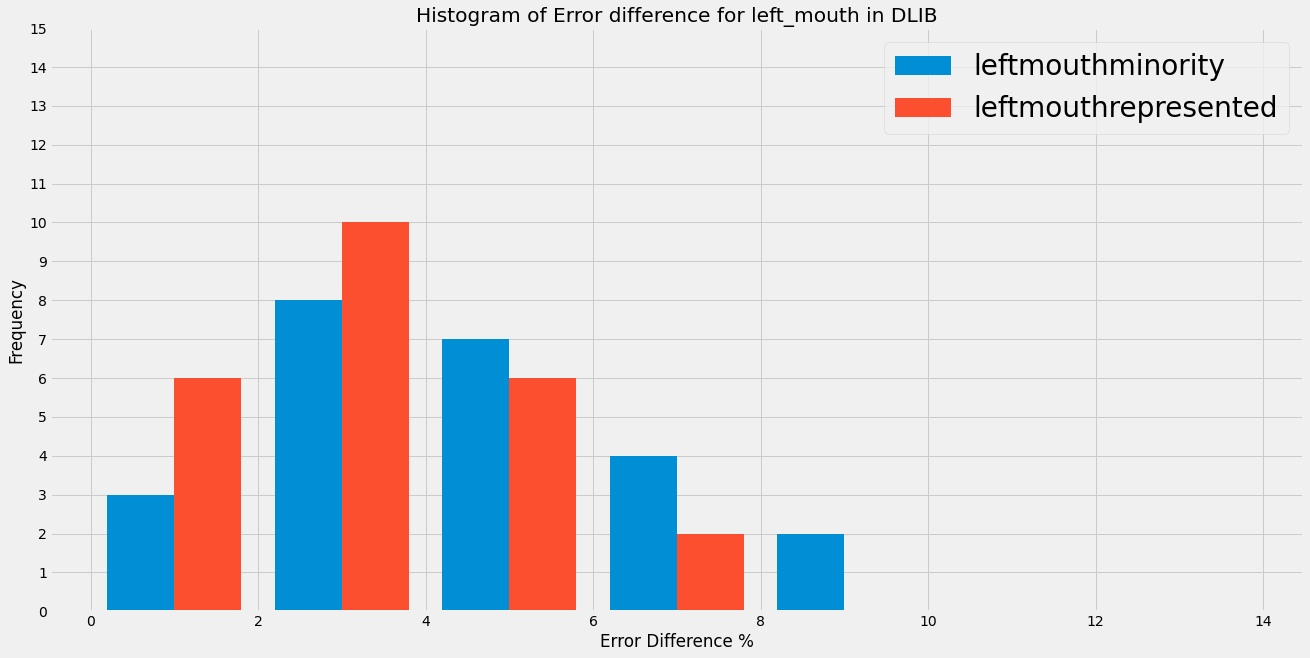 Histogram of Error difference for left_mouth in DLIB
leftmouthminority
leftmouthrepresented
Frequency
15
14
13
12
11
10
9
8
7
6
5
4
3
2
1
0
0 2 4 6 8 10 12 14
Error Difference %